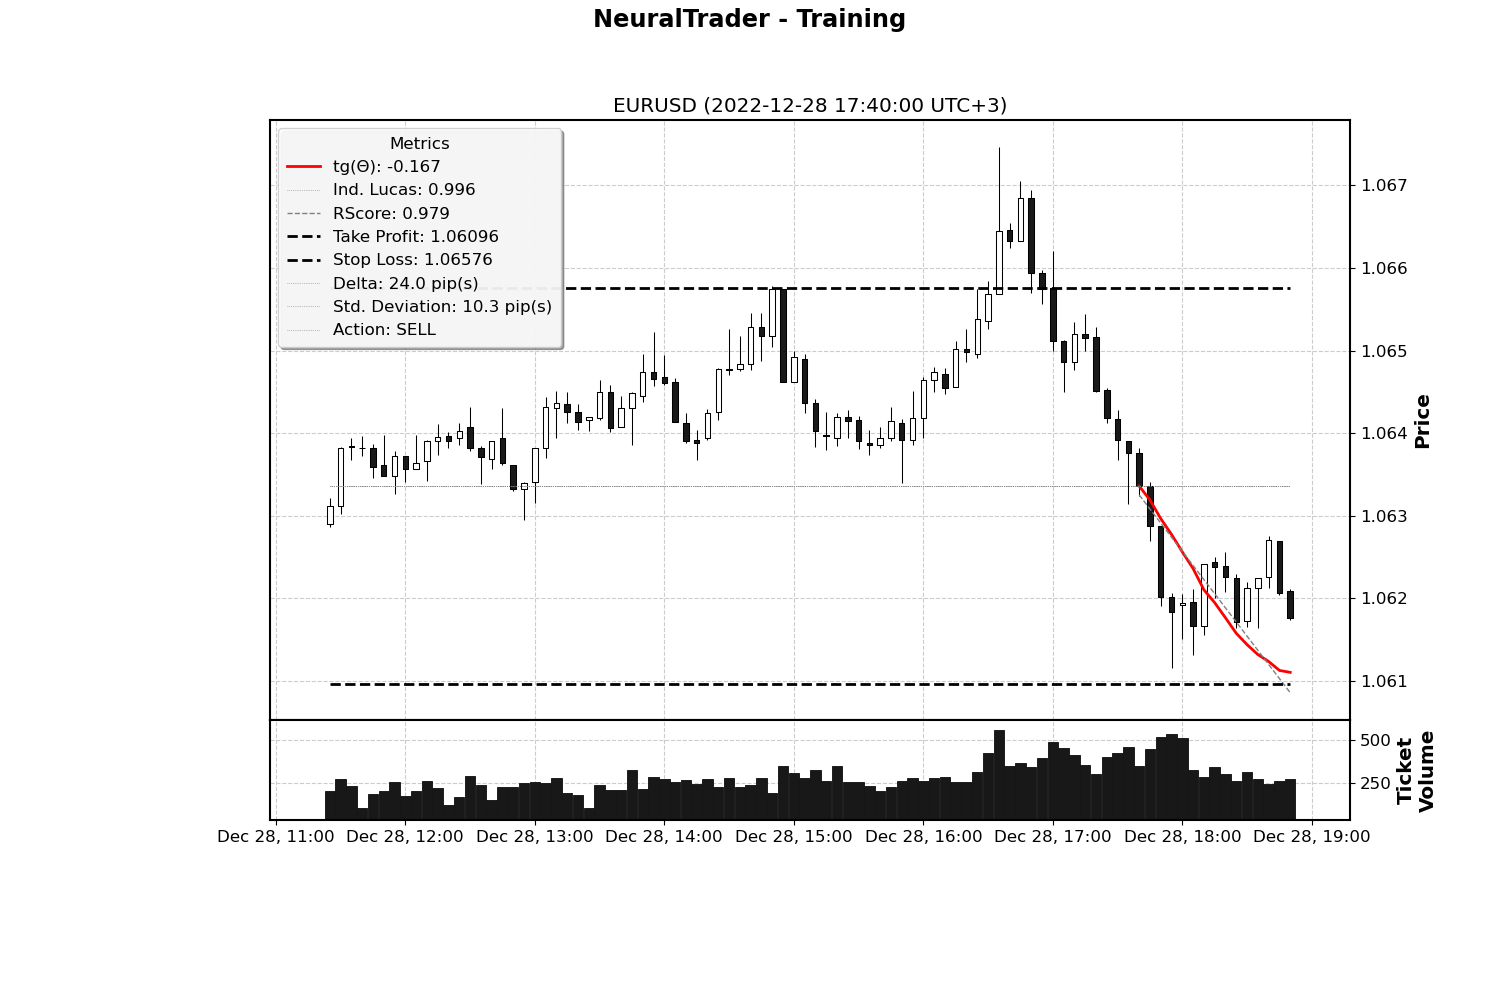 NeuralTrader - Training
EURUSD (2022-12-28 17:40:00 UTC+3)
Metrics
tg(Θ): -0.167
Ind. Lucas: 0.996
RScore: 0.979
Take Profit: 1.06096
Stop Loss: 1.06576
Delta: 24.0 pip(s)
Std. Deviation: 10.3 pip(s)
Action: SELL
1.067
1.066
1.065
1.064
1.063
1.062
1.061
Price
500
250
Ticket
Volume
Dec 28, 11:00
Dec 28, 12:00
Dec 28, 13:00
Dec 28, 14:00
Dec 28, 15:00
Dec 28, 16:00
Dec 28, 17:00
Dec 28, 18:00
Dec 28, 19:00